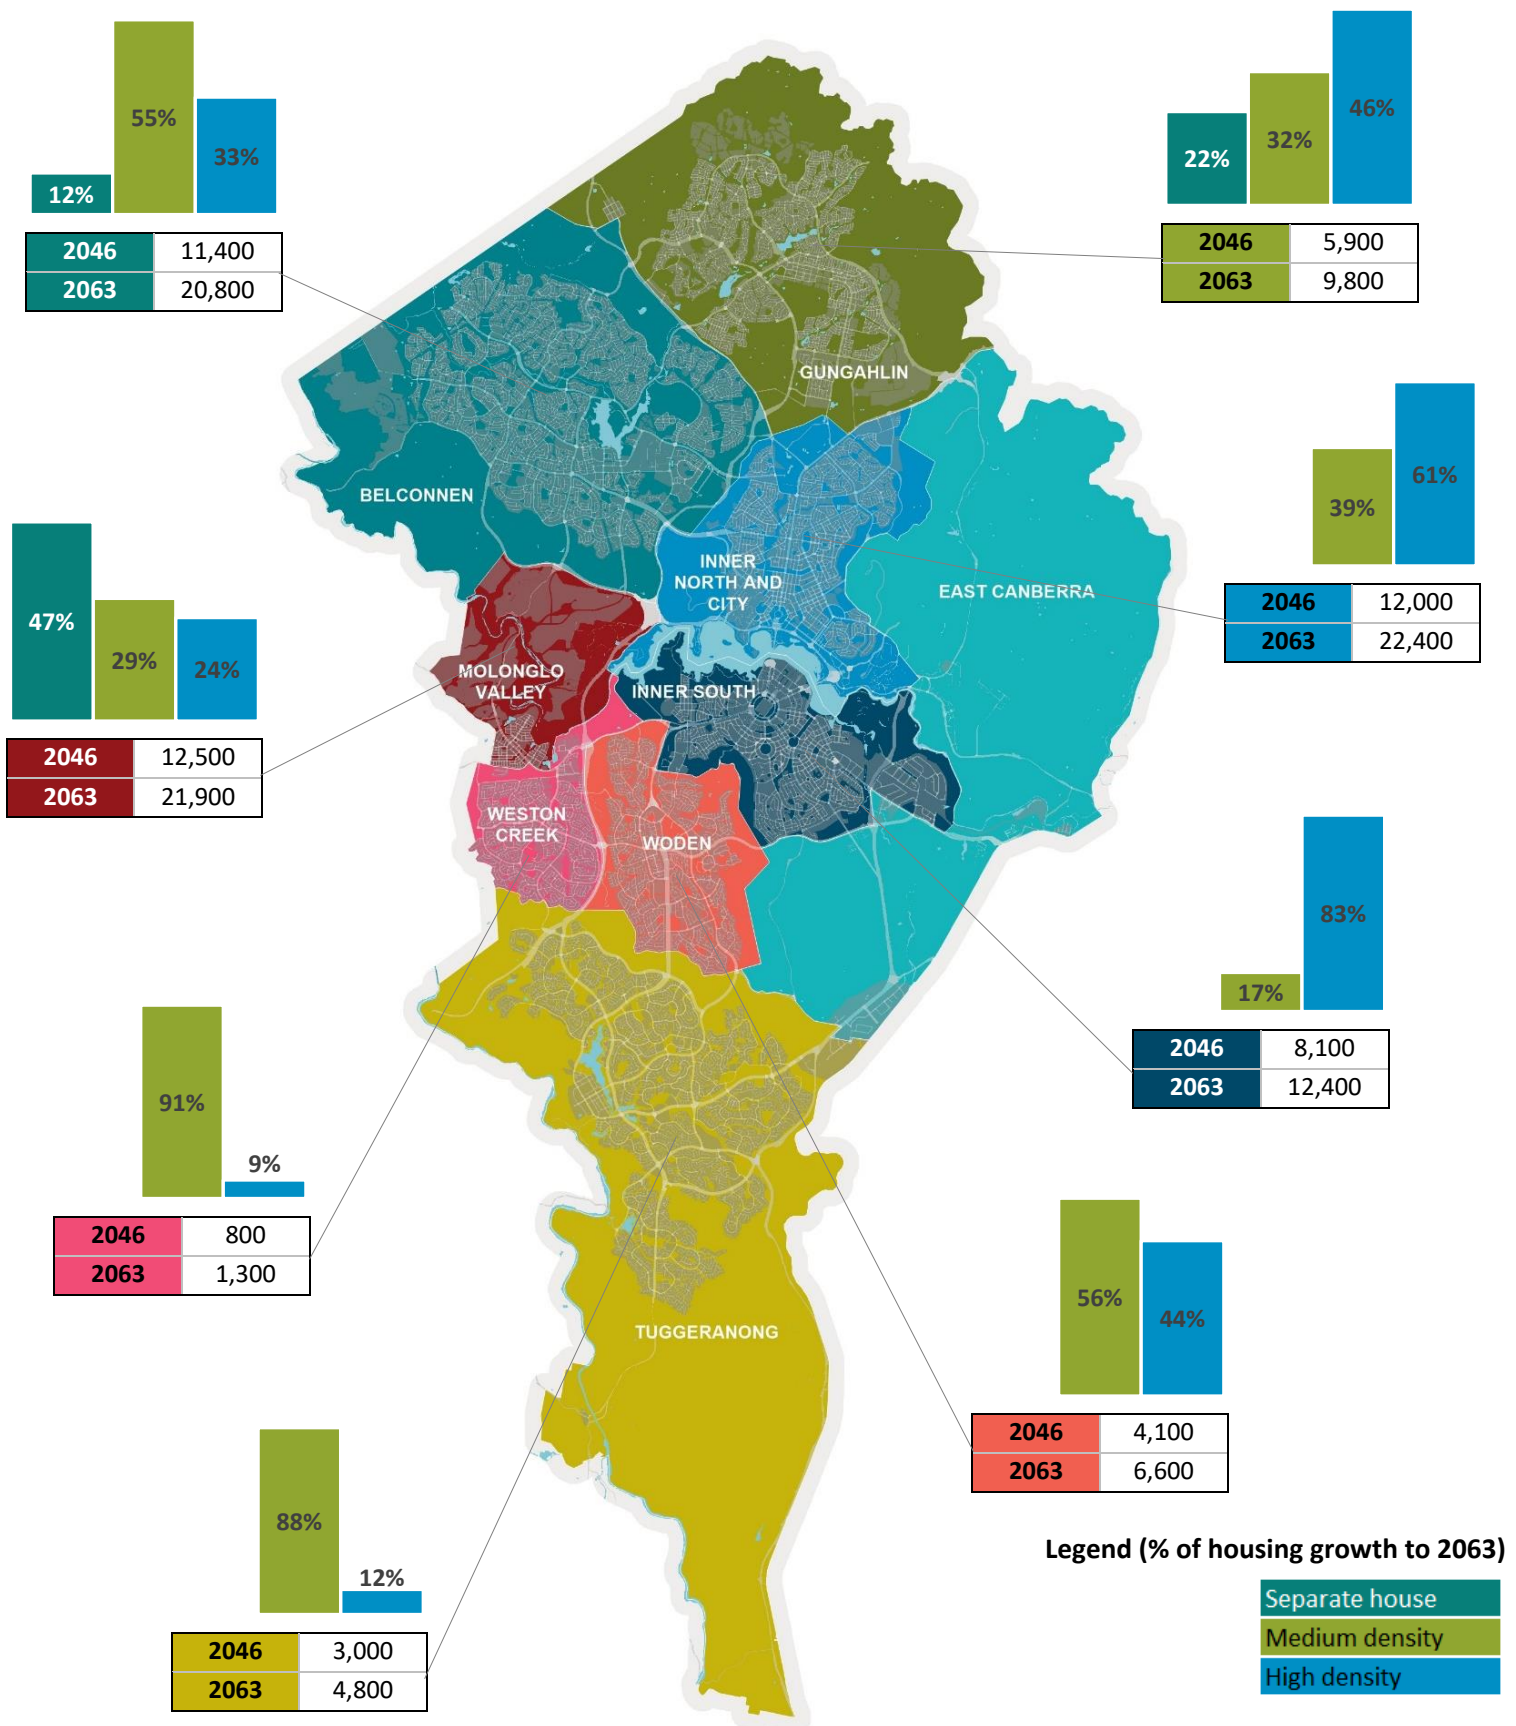 55%
33%
12%
2046 11,400
2063 20,800
46%
32%
22%
2046 5,900
2063 9,800
GUNGAHLIN
BELCONNEN
61%
39%
2046 12,000
2063 22,400
INNER
NORTH AND
CITY
EAST CANBERRA
47%
29%
24%
2046 12,500
2063 21,900
MOLONGLO
VALLEY
INNER SOUTH
WESTON
CREEK
WODEN
83%
17%
2046 8,100
2063 12,400
91%
9%
2046 800
2063 1,300
56%
44%
2046 4,100
2063 6,600
TUGGERANONG
88%
12%
2046 3,000
2063 4,800
Legend (% of housing growth to 2063)
Separate house
Medium density
High density